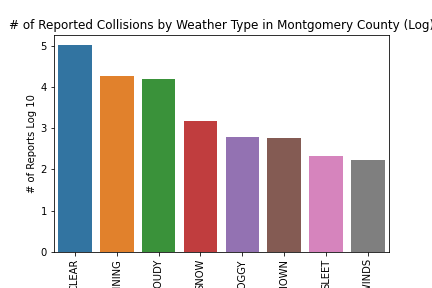 # of Reported Collisions by Weather Type in Montgomery County (Log)
# of Reports Log 10
5
4
3
2
1
0
CLEAR
NING
OUDY
SNOW
OGGY
NOWN
SLEET
WINDS